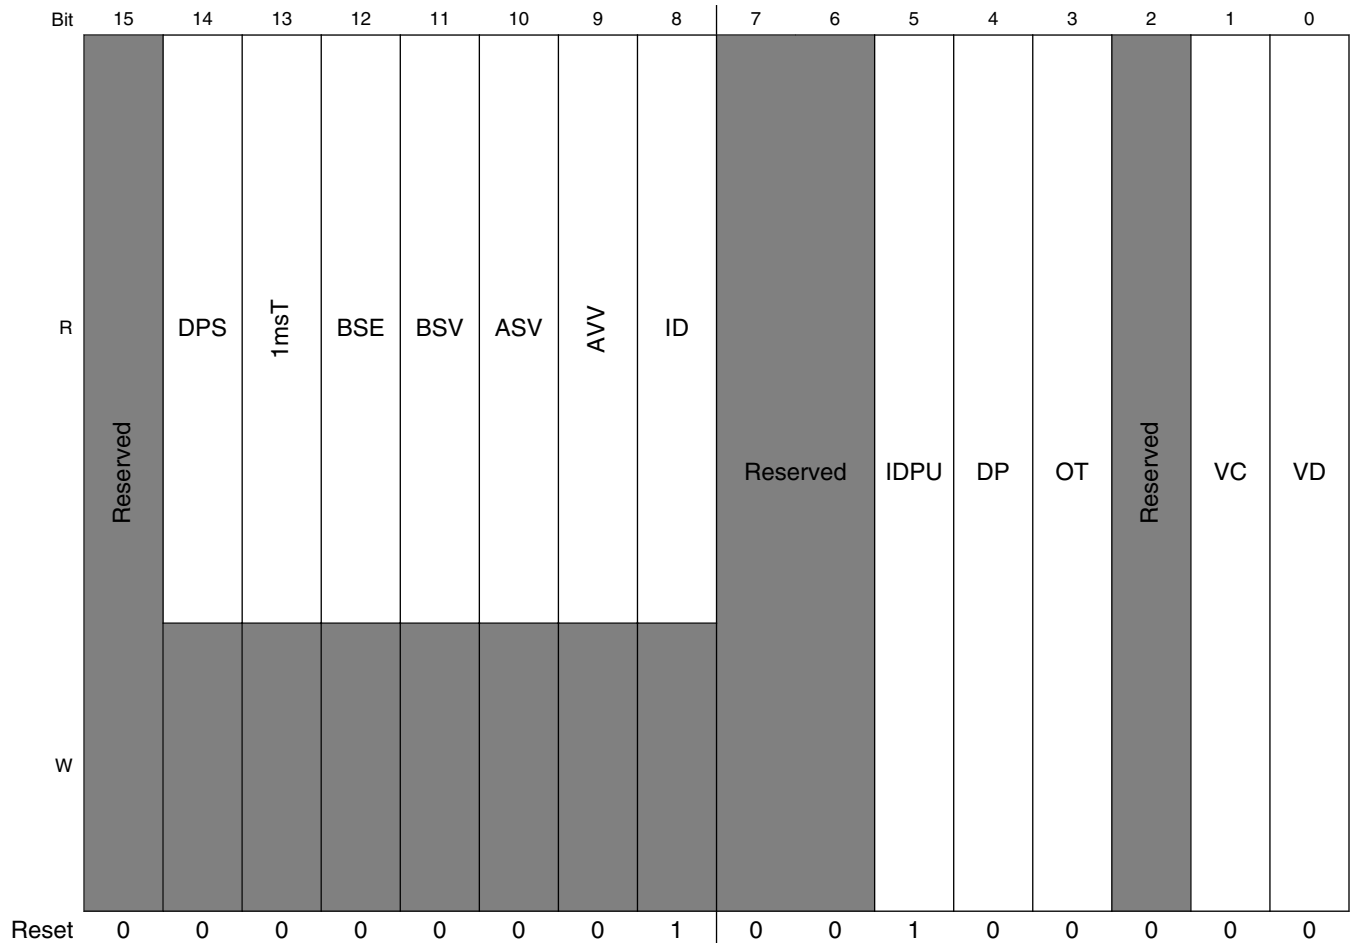 Bit 15 14 13 12 11 10 9 8 7 6 5 4 3 2 1 0
R DPS 1msT BSE BSV ASV AVV ID
Reserved Reserved IDPU DP OT Reserved VC VD
W
Reset 0 0 0 0 0 0 0 1 0 0 1 0 0 0 0 0